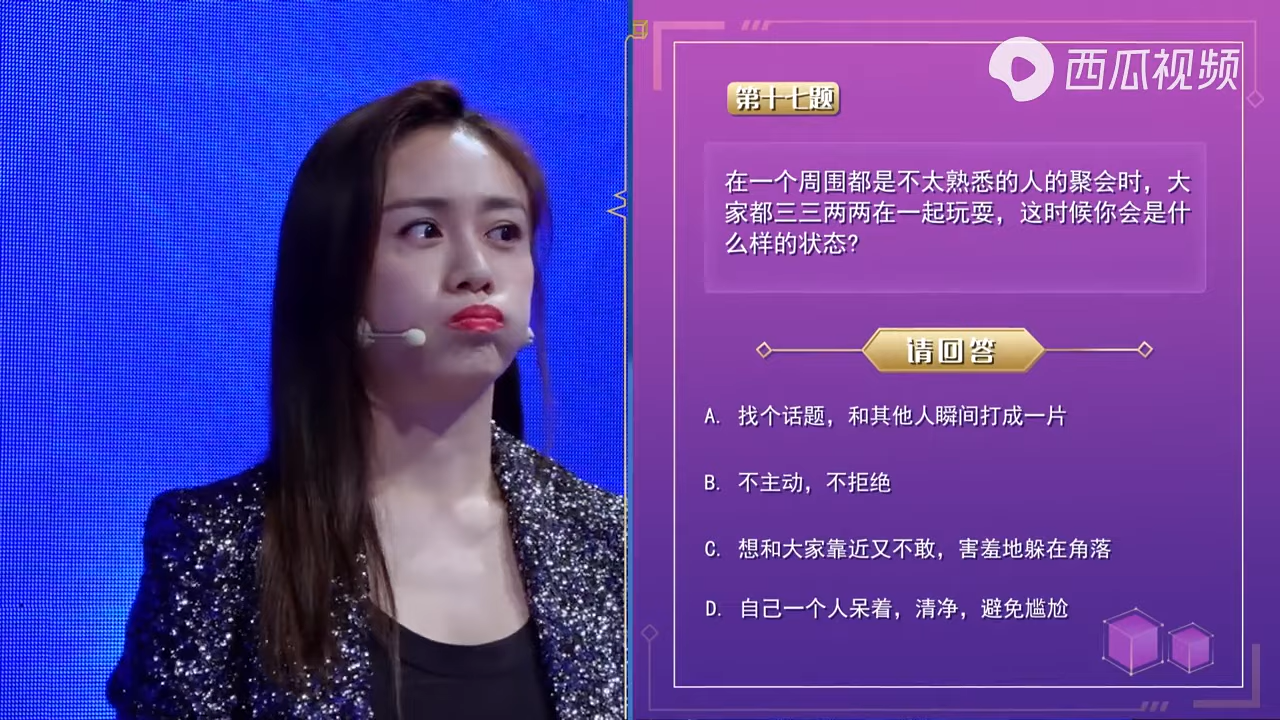 西瓜视频
第十七题
在一个周围都是不太熟悉的人的聚会时，大
家都三三两两在一起玩耍，这时候你会是什
么样的状态?
请回答
A. 找个话题，和其他人瞬间打成一片
B. 不主动，不拒绝
C. 想和大家靠近又不敢，害羞地躲在角落
D. 自己一个人呆着，清净，避免尴尬